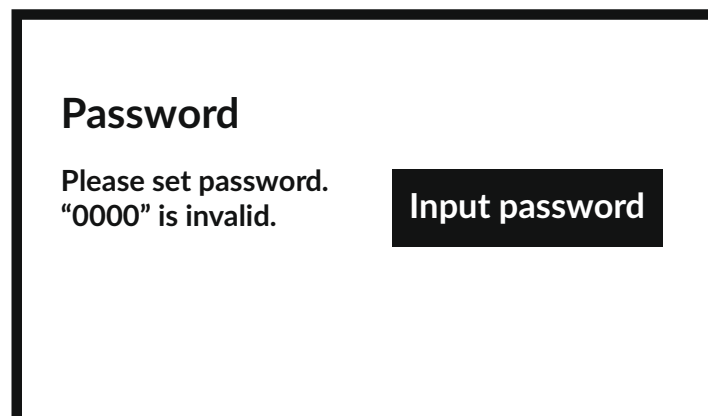 Password
Please set password.
“0000” is invalid.
Input password